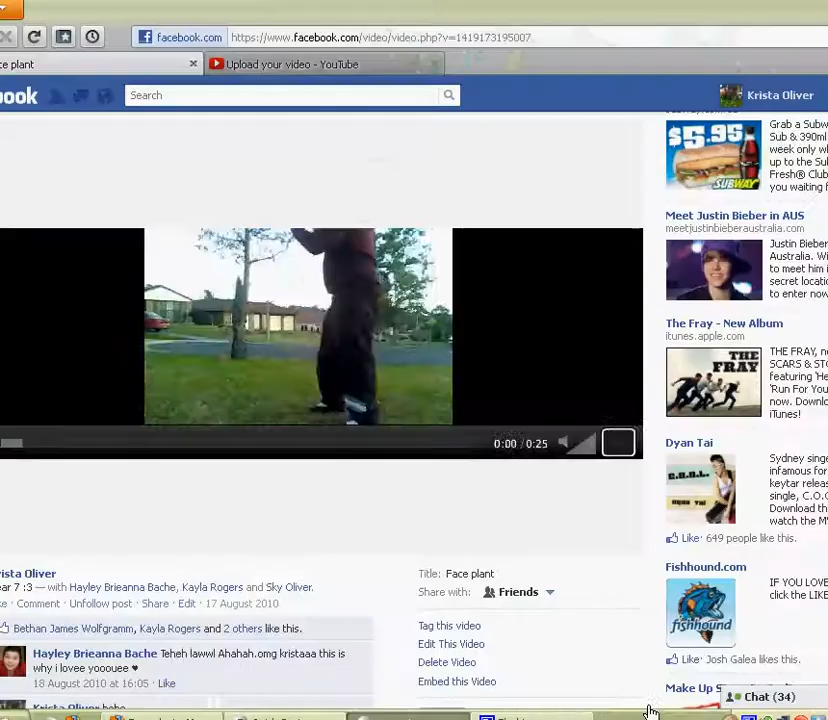 facebook.com
https://www.facebook.com/video/video.php?v=1419173195007
ce plant
Upload your video - YouTube
book
Search
Krista Oliver
$5.95
SUBWAY
Grab a Subw
Sub & 390ml
week only wh
up to the Sub
Fresh® Club
you waiting f
Meet Justin Bieber in AUS
meetjustinbieberaustralia.com
Justin Bieber
Australia. Wi
to meet him i
secret locatio
to enter now
The Fray - New Album
itunes.apple.com
THE FRAY
THE FRAY, n
SCARS & STO
featuring 'He
'Run For You
now. Downlo
iTunes!
0:00 / 0:25
Dyan Tai
Sydney singe
infamous for
keytar releas
single, C.O.O
Download th
watch the M
Like · 649 people like this.
Fishhound.com
fishhound
IF YOU LOVE
click the LIKE
Like · Josh Galea likes this.
rista Oliver
ear 7 :3 — with Hayley Brieanna Bache, Kayla Rogers and Sky Oliver.
ke · Comment · Unfollow post · Share · Edit · 17 August 2010
Bethan James Wolfgramm, Kayla Rogers and 2 others like this.
Hayley Brieanna Bache Teheh lawwl Ahahah.omg kristaaa this is
why i lovee yoouee ♥
18 August 2010 at 16:05 · Like
Krista Oliver hehe
Title: Face plant
Share with: Friends
Tag this video
Edit This Video
Delete Video
Embed this Video
Make Up S
Chat (34)